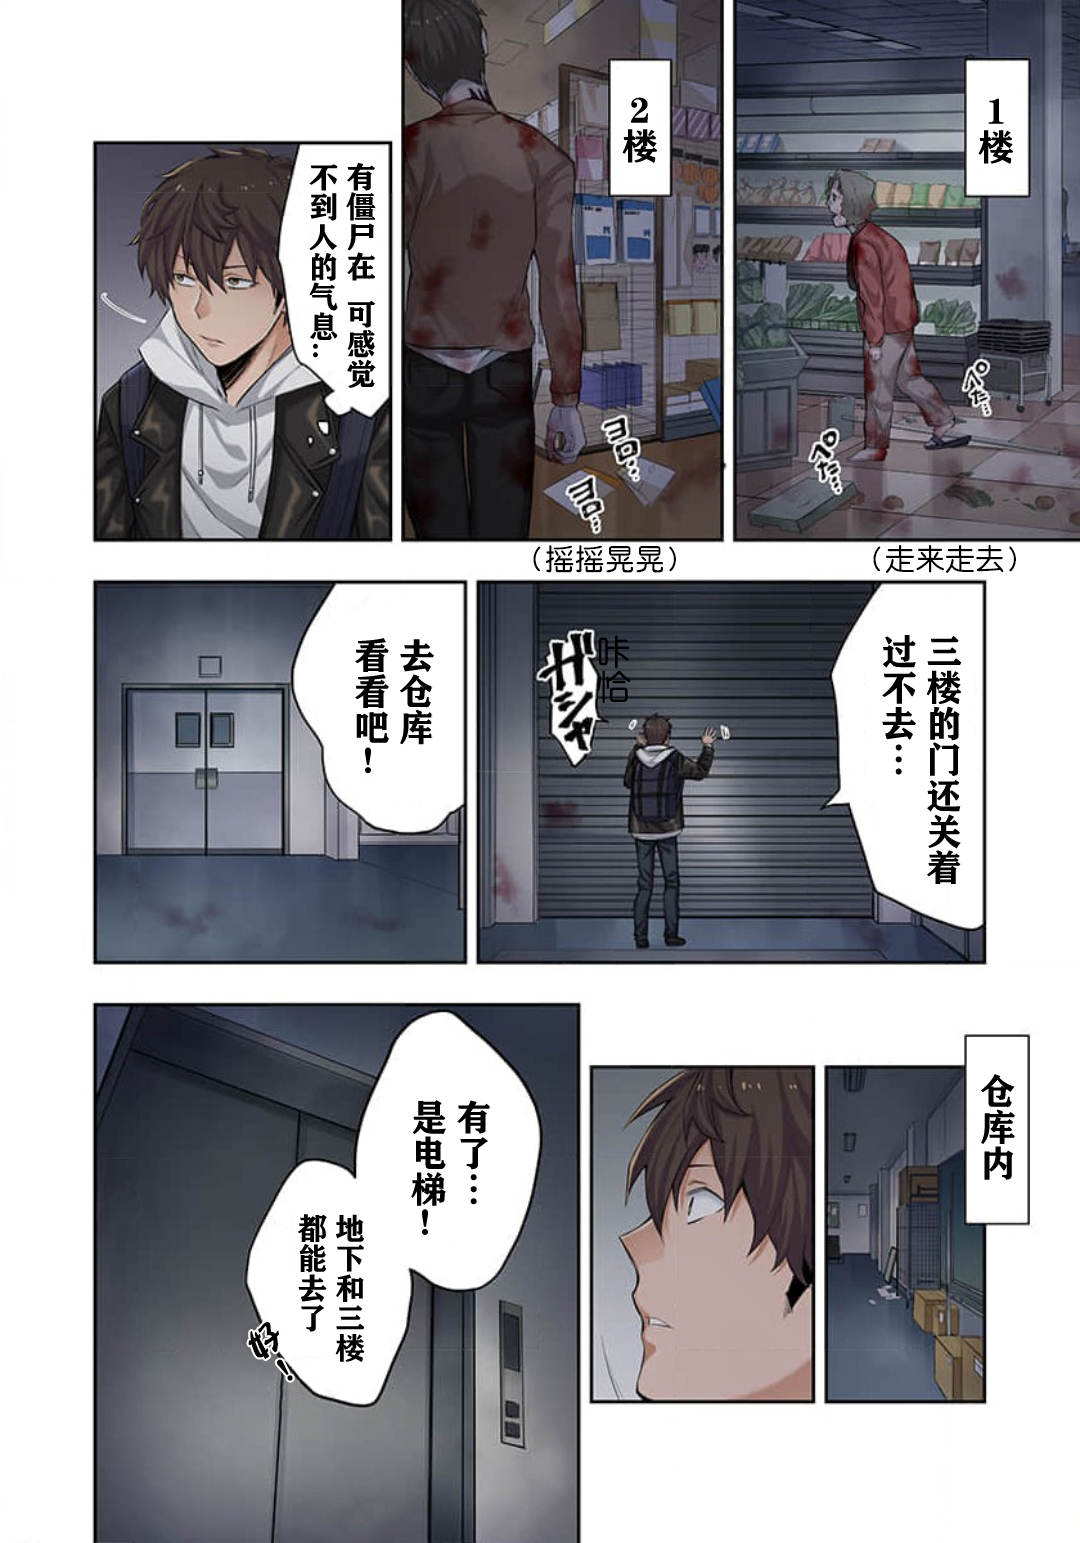 1楼
ペ
ぺた…
ぺた…
（走来走去）
2楼
ヨロ…
ヨロ…
（摇摇晃晃）
有僵尸在 可感觉
不到人的气息…
三楼的门还关着
过不去…
ガシャ
咔恰
去仓库
看看吧！
仓库内
有了…
是电梯！
地下和三楼
都能去了
好！